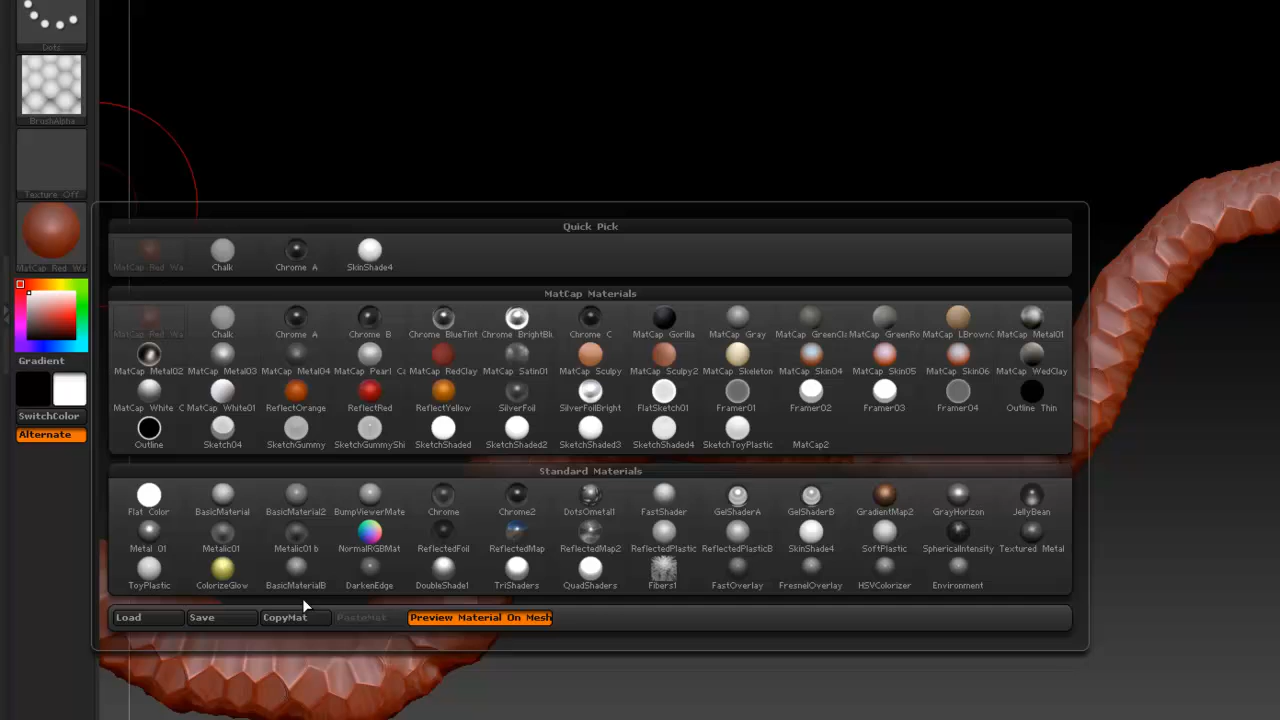 Dots
BrushAlpha
Texture Off
MatCap Red Wa
Gradient
SwitchColor
Alternate
Quick Pick
MatCap Red Wa Chalk Chrome A SkinShade4
MatCap Materials
MatCap Red Wa Chalk Chrome A Chrome B Chrome BlueTint Chrome BrightBl Chrome C MatCap Gorilla MatCap Gray MatCap GreenCl MatCap GreenRo MatCap LBrownC MatCap Metal01
MatCap Metal02 MatCap Metal03 MatCap Metal04 MatCap Pearl Ca MatCap RedClay MatCap Satin01 MatCap Sculpy MatCap Sculpy2 MatCap Skeleton MatCap Skin04 MatCap Skin05 MatCap Skin06 MatCap WedClay
MatCap White C MatCap White01 ReflectOrange ReflectRed ReflectYellow SilverFoil SilverFoilBright FlatSketch01 Framer01 Framer02 Framer03 Framer04 Outline Thin
Outline Sketch04 SketchGummy SketchGummyShi SketchShaded SketchShaded2 SketchShaded3 SketchShaded4 SketchToyPlastic MatCap2
Standard Materials
Flat Color BasicMaterial BasicMaterial2 BumpViewerMate Chrome Chrome2 DotsOmetal1 FastShader GelShaderA GelShaderB GradientMap2 GrayHorizon JellyBean
Metal 01 Metalic01 Metalic01 b NormalRGBMat ReflectedFoil ReflectedMap ReflectedMap2 ReflectedPlastic ReflectedPlasticB SkinShade4 SoftPlastic SphericalIntensity Textured Metal
ToyPlastic ColorizeGlow BasicMaterialB DarkenEdge DoubleShade1 TriShaders QuadShaders Fibers1 FastOverlay FresnelOverlay HSVColorizer Environment
Load Save CopyMat PasteMat Preview Material On Mesh